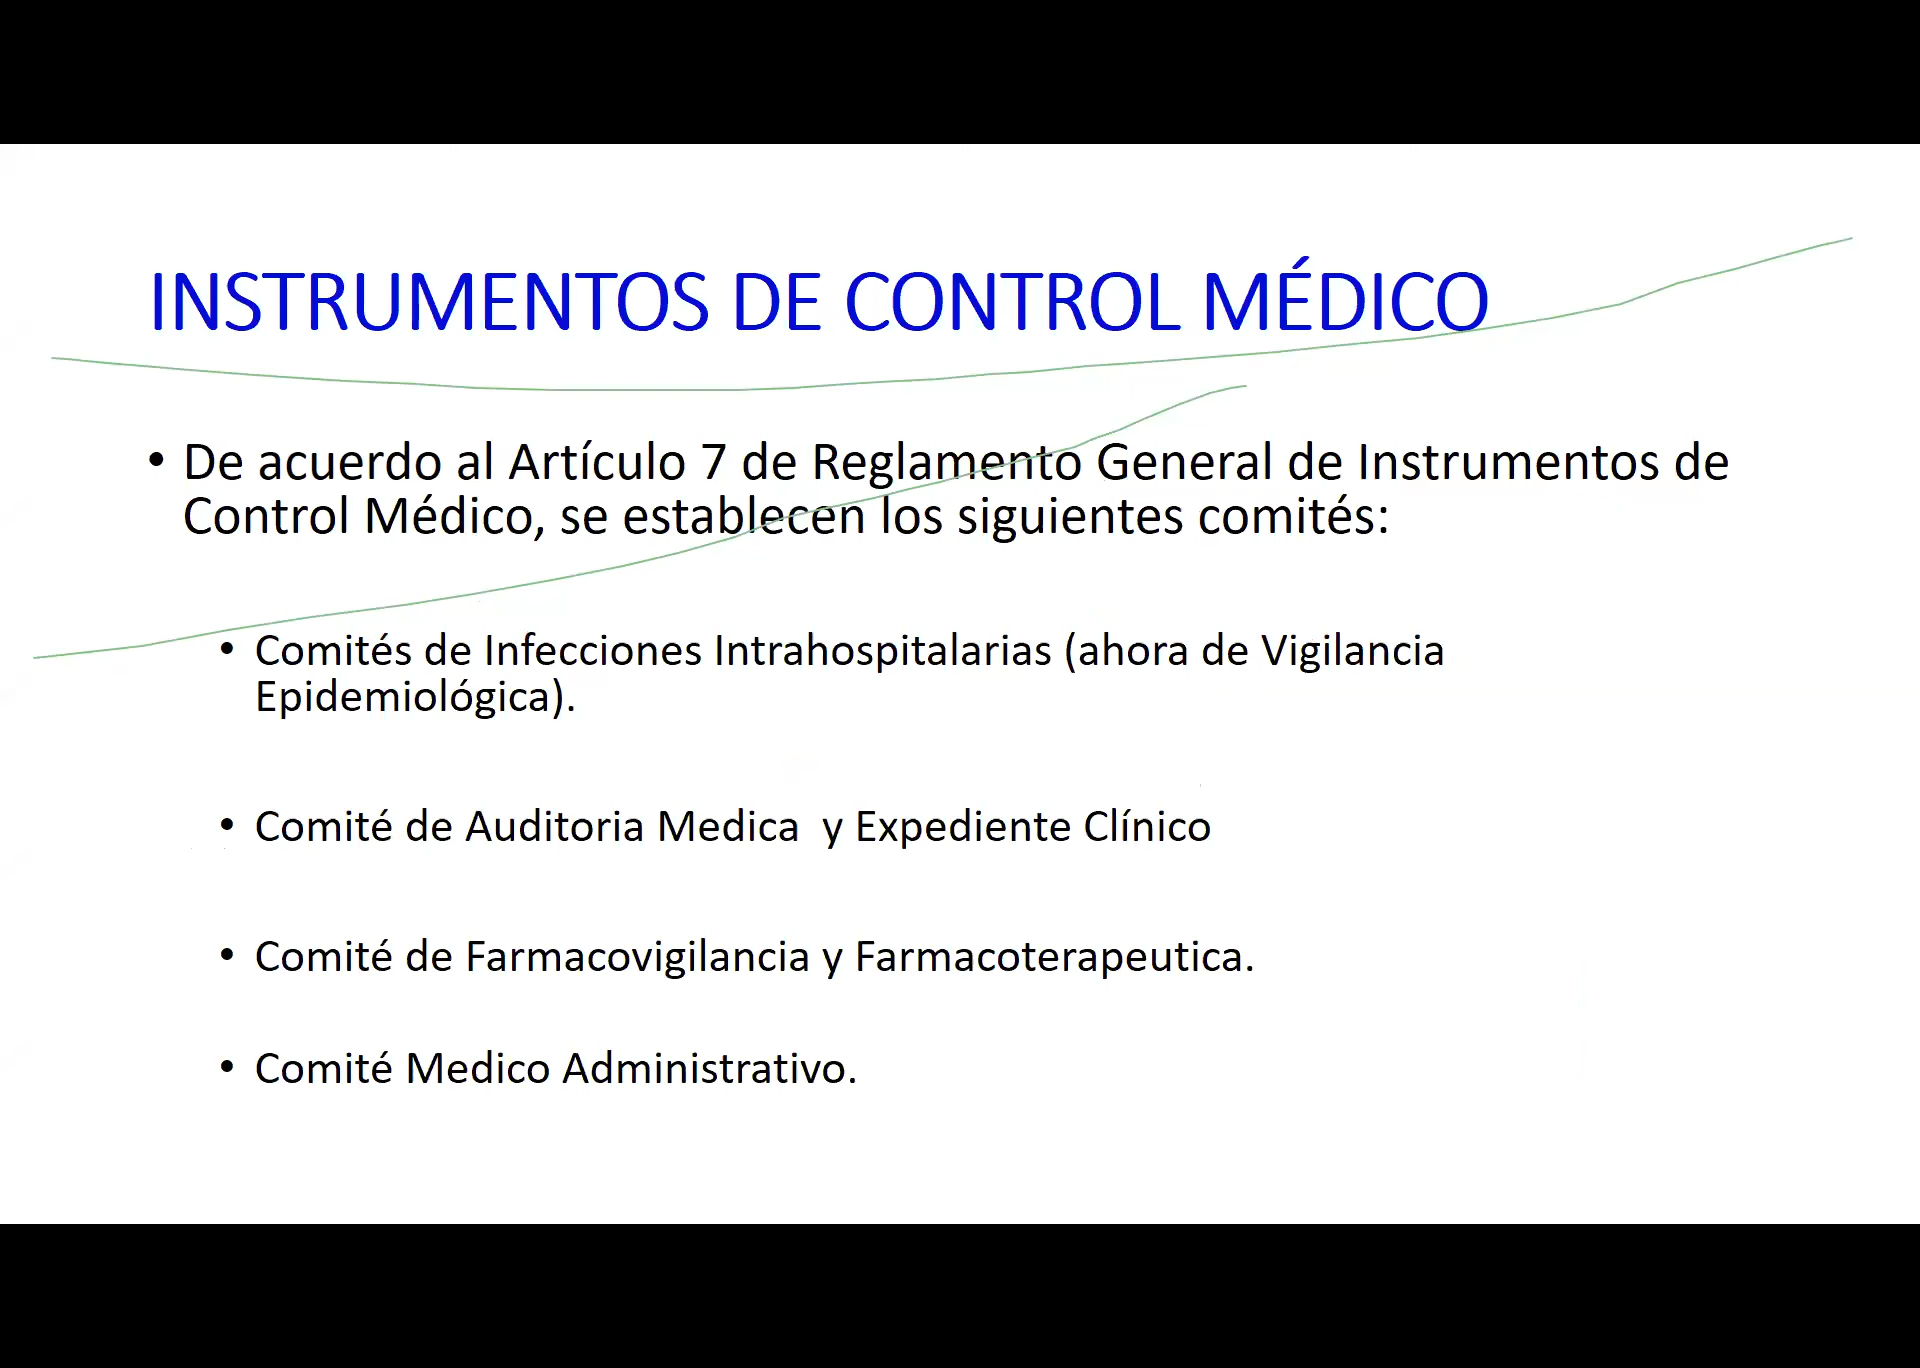 INSTRUMENTOS DE CONTROL MÉDICO
• De acuerdo al Artículo 7 de Reglamento General de Instrumentos de
Control Médico, se establecen los siguientes comités:
• Comités de Infecciones Intrahospitalarias (ahora de Vigilancia
Epidemiológica).
• Comité de Auditoria Medica  y Expediente Clínico
• Comité de Farmacovigilancia y Farmacoterapeutica.
• Comité Medico Administrativo.